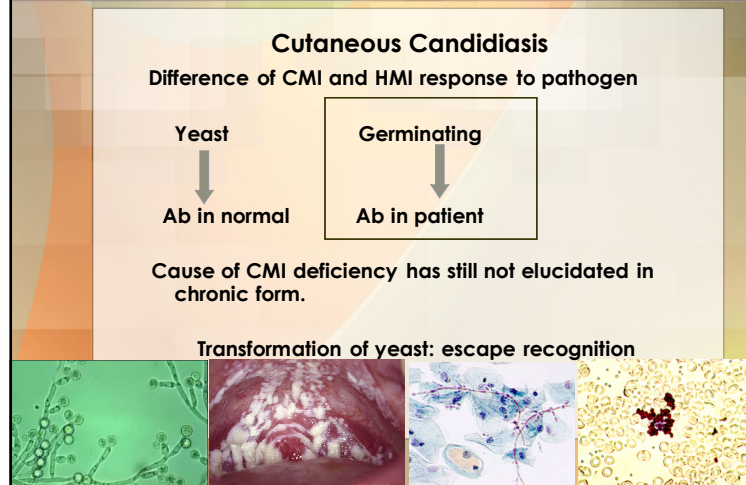 Cutaneous Candidiasis
Difference of CMI and HMI response to pathogen
Yeast Germinating
Ab in normal Ab in patient
Cause of CMI deficiency has still not elucidated in
chronic form.
Transformation of yeast: escape recognition